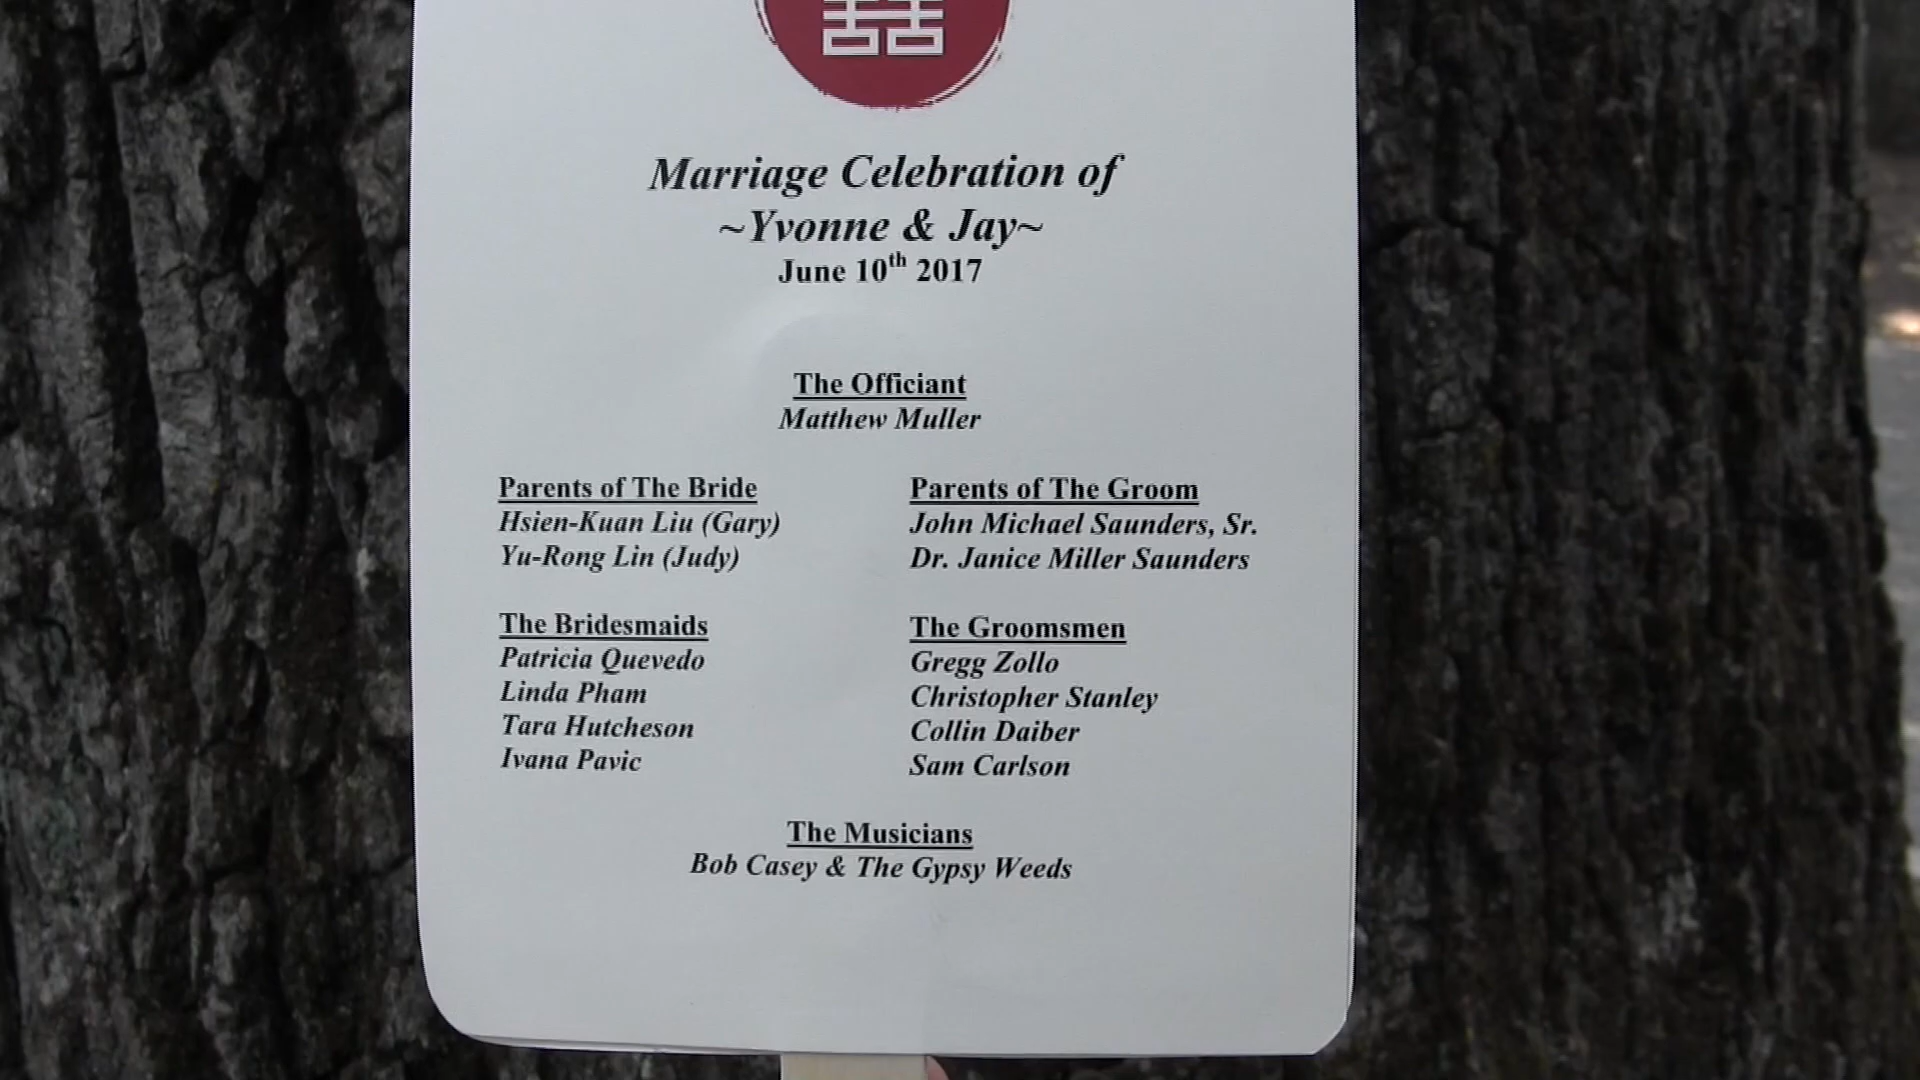 囍
Marriage Celebration of
~Yvonne & Jay~
June 10th 2017
The Officiant
Matthew Muller
Parents of The Bride
Hsien-Kuan Liu (Gary)
Yu-Rong Lin (Judy)
Parents of The Groom
John Michael Saunders, Sr.
Dr. Janice Miller Saunders
The Bridesmaids
Patricia Quevedo
Linda Pham
Tara Hutcheson
Ivana Pavic
The Groomsmen
Gregg Zollo
Christopher Stanley
Collin Daiber
Sam Carlson
The Musicians
Bob Casey & The Gypsy Weeds